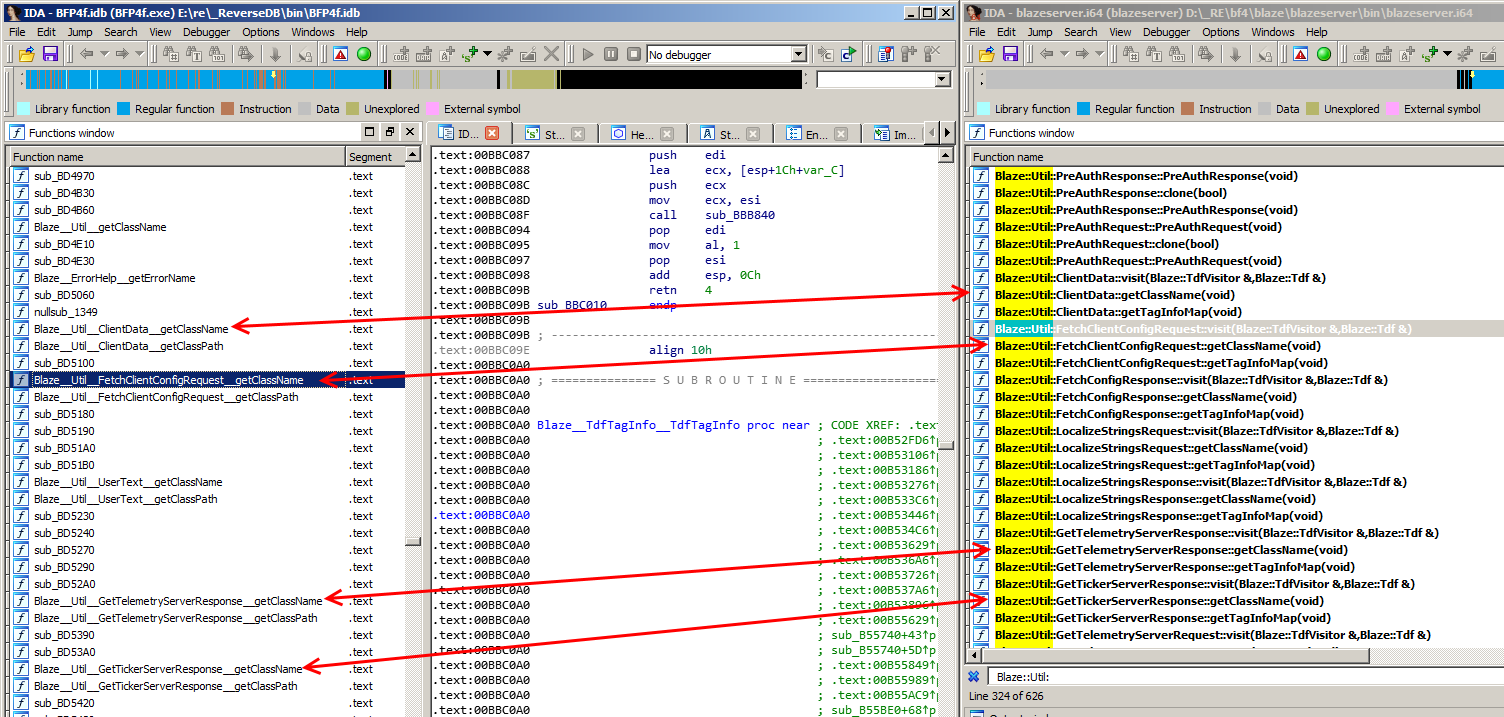 IDA - BFP4f.idb (BFP4f.exe) E:\re\_ReverseDB\bin\BFP4f.idb
File Edit Jump Search View Debugger Options Windows Help
No debugger
Library function Regular function Instruction Data Unexplored External symbol
Functions window
Function name Segment
sub_BD4970 .text
sub_BD4B30 .text
sub_BD4B60 .text
Blaze__Util__getClassName .text
sub_BD4E10 .text
sub_BD4E30 .text
Blaze__ErrorHelp__getErrorName .text
sub_BD5060 .text
nullsub_1349 .text
Blaze__Util__ClientData__getClassName .text
Blaze__Util__ClientData__getClassPath .text
sub_BD5100 .text
Blaze__Util__FetchClientConfigRequest__getClassName .text
Blaze__Util__FetchClientConfigRequest__getClassPath .text
sub_BD5180 .text
sub_BD5190 .text
sub_BD51A0 .text
sub_BD51B0 .text
Blaze__Util__UserText__getClassName .text
Blaze__Util__UserText__getClassPath .text
sub_BD5230 .text
sub_BD5240 .text
sub_BD5270 .text
sub_BD5290 .text
sub_BD52A0 .text
Blaze__Util__GetTelemetryServerResponse__getClassName .text
Blaze__Util__GetTelemetryServerResponse__getClassPath .text
sub_BD5390 .text
sub_BD53A0 .text
Blaze__Util__GetTickerServerResponse__getClassName .text
Blaze__Util__GetTickerServerResponse__getClassPath .text
sub_BD5420 .text
ID... St... He... St... En... Im...
.text:00BBC087 push edi
.text:00BBC088 lea ecx, [esp+1Ch+var_C]
.text:00BBC08C push ecx
.text:00BBC08D mov ecx, esi
.text:00BBC08F call sub_BBB840
.text:00BBC094 pop edi
.text:00BBC095 mov al, 1
.text:00BBC097 pop esi
.text:00BBC098 add esp, 0Ch
.text:00BBC09B retn 4
.text:00BBC09B sub_BBC010 endp
.text:00BBC09B
.text:00BBC09B ; ---------------------------------------------------
.text:00BBC09E align 10h
.text:00BBC0A0
.text:00BBC0A0 ; =============== S U B R O U T I N E ===================
.text:00BBC0A0
.text:00BBC0A0
.text:00BBC0A0 Blaze__TdfTagInfo__TdfTagInfo proc near ; CODE XREF: .text
.text:00BBC0A0 ; .text:00B52FD6↑p
.text:00BBC0A0 ; .text:00B53106↑p
.text:00BBC0A0 ; .text:00B53186↑p
.text:00BBC0A0 ; .text:00B53276↑p
.text:00BBC0A0 ; .text:00B533C6↑p
.text:00BBC0A0 ; .text:00B53446↑p
.text:00BBC0A0 ; .text:00B534C6↑p
.text:00BBC0A0 ; .text:00B53629↑p
.text:00BBC0A0 ; .text:00B536A6↑p
.text:00BBC0A0 ; .text:00B53726↑p
.text:00BBC0A0 ; .text:00B537A6↑p
.text:00BBC0A0 ; .text:00B53896↑p
.text:00BBC0A0 ; .text:00B55629↑p
.text:00BBC0A0 ; sub_B55740+43↑p
.text:00BBC0A0 ; sub_B55740+5D↑p
.text:00BBC0A0 ; .text:00B55849↑p
.text:00BBC0A0 ; .text:00B55989↑p
.text:00BBC0A0 ; .text:00B55AC9↑p
.text:00BBC0A0 ; sub_B55BE0+68↑p
IDA - blazeserver.i64 (blazeserver) D:\_RE\bf4\blaze\blazeserver\bin\blazeserver.i64
File Edit Jump Search View Debugger Options Windows Help
Library function Regular function Instruction Data Unexplored External symbol
Functions window
Function name
Blaze::Util::PreAuthResponse::PreAuthResponse(void)
Blaze::Util::PreAuthResponse::clone(bool)
Blaze::Util::PreAuthResponse::PreAuthResponse(void)
Blaze::Util::PreAuthRequest::PreAuthRequest(void)
Blaze::Util::PreAuthRequest::clone(bool)
Blaze::Util::PreAuthRequest::PreAuthRequest(void)
Blaze::Util::ClientData::visit(Blaze::TdfVisitor &,Blaze::Tdf &)
Blaze::Util::ClientData::getClassName(void)
Blaze::Util::ClientData::getTagInfoMap(void)
Blaze::Util::FetchClientConfigRequest::visit(Blaze::TdfVisitor &,Blaze::Tdf &)
Blaze::Util::FetchClientConfigRequest::getClassName(void)
Blaze::Util::FetchClientConfigRequest::getTagInfoMap(void)
Blaze::Util::FetchConfigResponse::visit(Blaze::TdfVisitor &,Blaze::Tdf &)
Blaze::Util::FetchConfigResponse::getClassName(void)
Blaze::Util::FetchConfigResponse::getTagInfoMap(void)
Blaze::Util::LocalizeStringsRequest::visit(Blaze::TdfVisitor &,Blaze::Tdf &)
Blaze::Util::LocalizeStringsRequest::getClassName(void)
Blaze::Util::LocalizeStringsRequest::getTagInfoMap(void)
Blaze::Util::LocalizeStringsResponse::visit(Blaze::TdfVisitor &,Blaze::Tdf &)
Blaze::Util::LocalizeStringsResponse::getClassName(void)
Blaze::Util::LocalizeStringsResponse::getTagInfoMap(void)
Blaze::Util::GetTelemetryServerResponse::visit(Blaze::TdfVisitor &,Blaze::Tdf &)
Blaze::Util::GetTelemetryServerResponse::getClassName(void)
Blaze::Util::GetTelemetryServerResponse::getTagInfoMap(void)
Blaze::Util::GetTickerServerResponse::visit(Blaze::TdfVisitor &,Blaze::Tdf &)
Blaze::Util::GetTickerServerResponse::getClassName(void)
Blaze::Util::GetTickerServerResponse::getTagInfoMap(void)
Blaze::Util::GetTelemetryServerRequest::visit(Blaze::TdfVisitor &,Blaze::Tdf &)
Blaze::Util:
Line 324 of 626